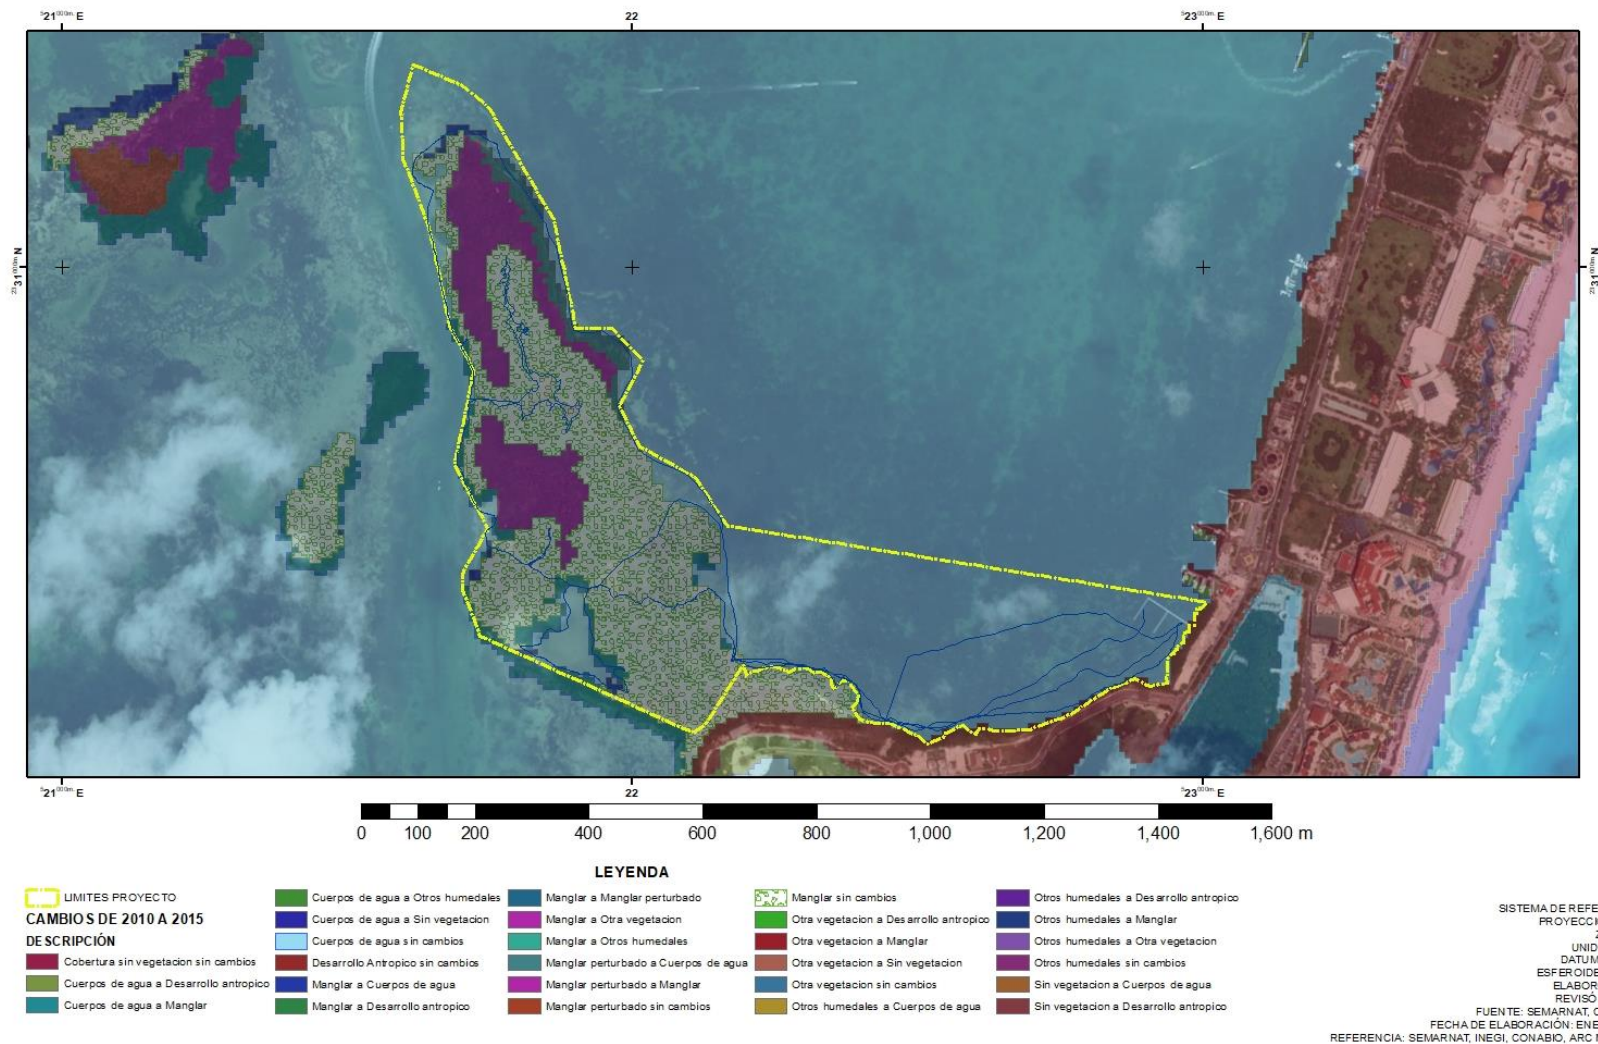 521000m. E
22
523000m. E
2331000m N
2331000m N
521000m. E
22
523000m. E
0 100 200 400 600 800 1,000 1,200 1,400 1,600 m
LEYENDA
LIMITES PROYECTO
CAMBIOS DE 2010 A 2015
DESCRIPCIÓN
Cobertura sin vegetacion sin cambios
Cuerpos de agua a Desarrollo antropico
Cuerpos de agua a Manglar
Cuerpos de agua a Otros humedales
Cuerpos de agua a Sin vegetacion
Cuerpos de agua sin cambios
Desarrollo Antropico sin cambios
Manglar a Cuerpos de agua
Manglar a Desarrollo antropico
Manglar a Manglar perturbado
Manglar a Otra vegetacion
Manglar a Otros humedales
Manglar perturbado a Cuerpos de agua
Manglar perturbado a Manglar
Manglar perturbado sin cambios
Manglar sin cambios
Otra vegetacion a Desarrollo antropico
Otra vegetacion a Manglar
Otra vegetacion a Sin vegetacion
Otra vegetacion sin cambios
Otros humedales a Cuerpos de agua
Otros humedales a Desarrollo antropico
Otros humedales a Manglar
Otros humedales a Otra vegetacion
Otros humedales sin cambios
Sin vegetacion a Cuerpos de agua
Sin vegetacion a Desarrollo antropico
SISTEMA DE REFE
PROYECCI
UNID
DATUM
ESFEROIDE
ELABOR
REVISÓ
FUENTE: SEMARNAT, C
FECHA DE ELABORACIÓN: ENE
REFERENCIA: SEMARNAT, INEGI, CONABIO, ARC